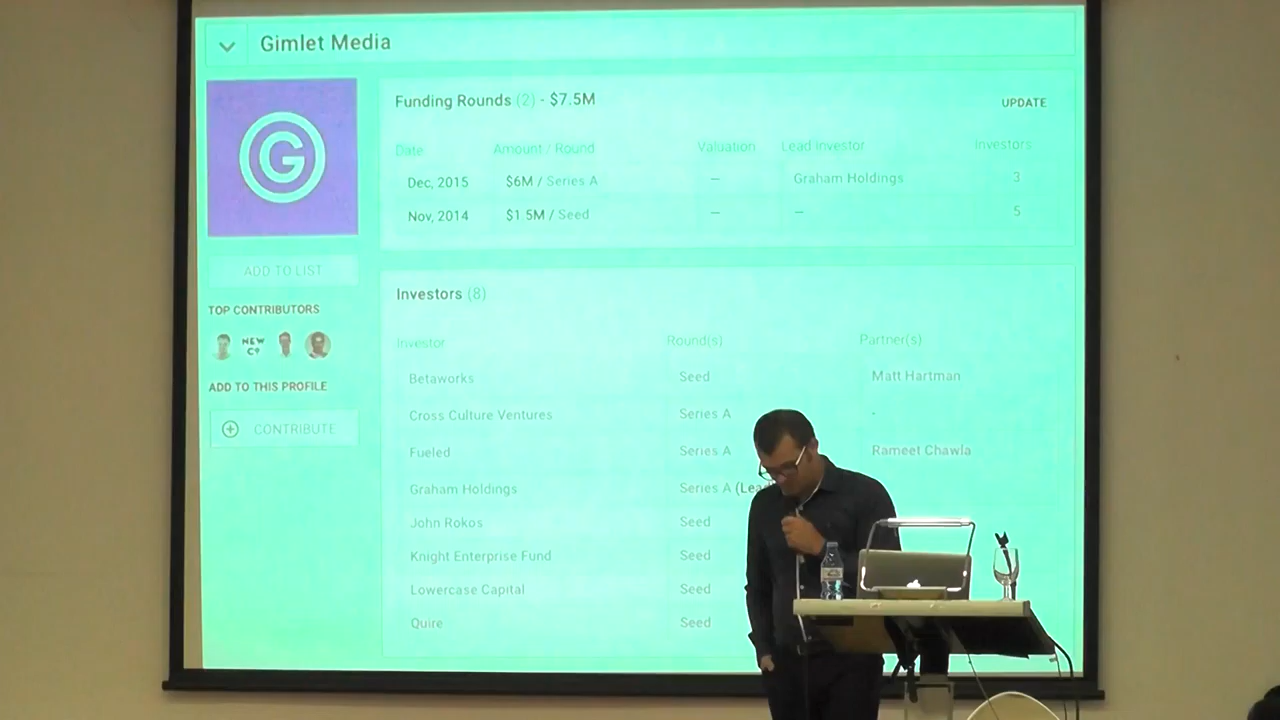 Gimlet Media
G
Funding Rounds (2) - $7.5M
UPDATE
Date Amount / Round Valuation Lead Investor Investors
Dec, 2015 $6M / Series A — Graham Holdings 3
Nov, 2014 $1.5M / Seed — — 5
ADD TO LIST
TOP CONTRIBUTORS
NEW
Co
ADD TO THIS PROFILE
CONTRIBUTE
Investors (8)
Investor Round(s) Partner(s)
Betaworks Seed Matt Hartman
Cross Culture Ventures Series A -
Fueled Series A Rameet Chawla
Graham Holdings Series A (Lead
John Rokos Seed
Knight Enterprise Fund Seed
Lowercase Capital Seed
Quire Seed